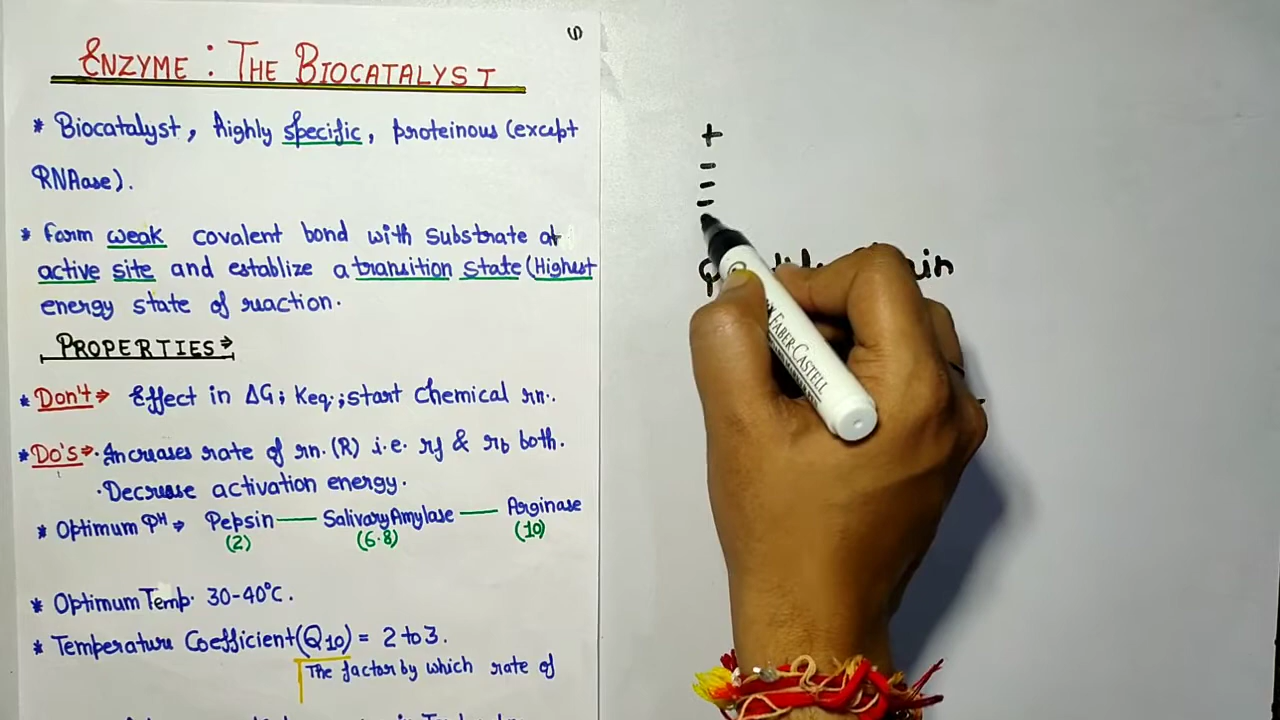 ENZYME : THE BIOCATALYST
* Biocatalyst, highly specific, proteinous (except
RNAase).
* Form weak covalent bond with substrate at
active site and establize a transition state (Highest
energy state of reaction.
PROPERTIES→
* Don't→ Effect in ΔG; Keq.; start chemical rn.
* Do's→ · Increases rate of rn. (R) i.e. rf & rb both.
· Decrease activation energy.
* Optimum PH ⇒ Pepsin — Salivary Amylase — Arginase
(2) (6.8) (10)
* Optimum Temp. 30-40°C.
* Temperature Coefficient (Q10) = 2 to 3.
The factor by which rate of
+
-
-
-
FABER-CASTELL